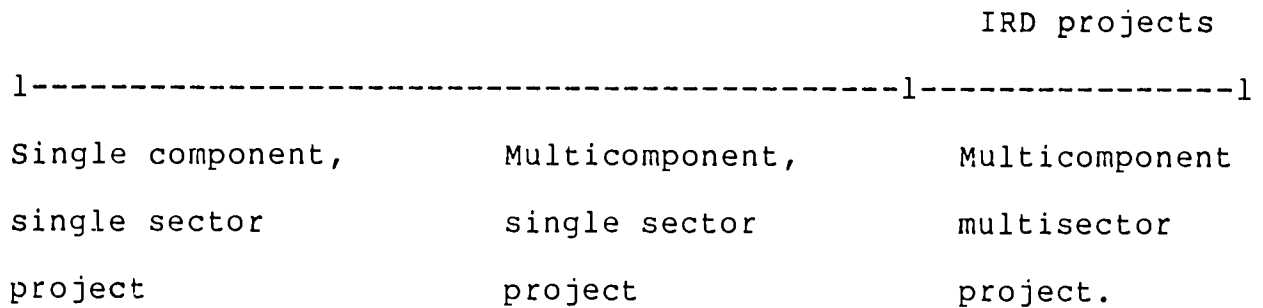 IRD projects
l--------------------------------------------l----------------l
Single component, Multicomponent, Multicomponent
single sector single sector multisector
project project project.